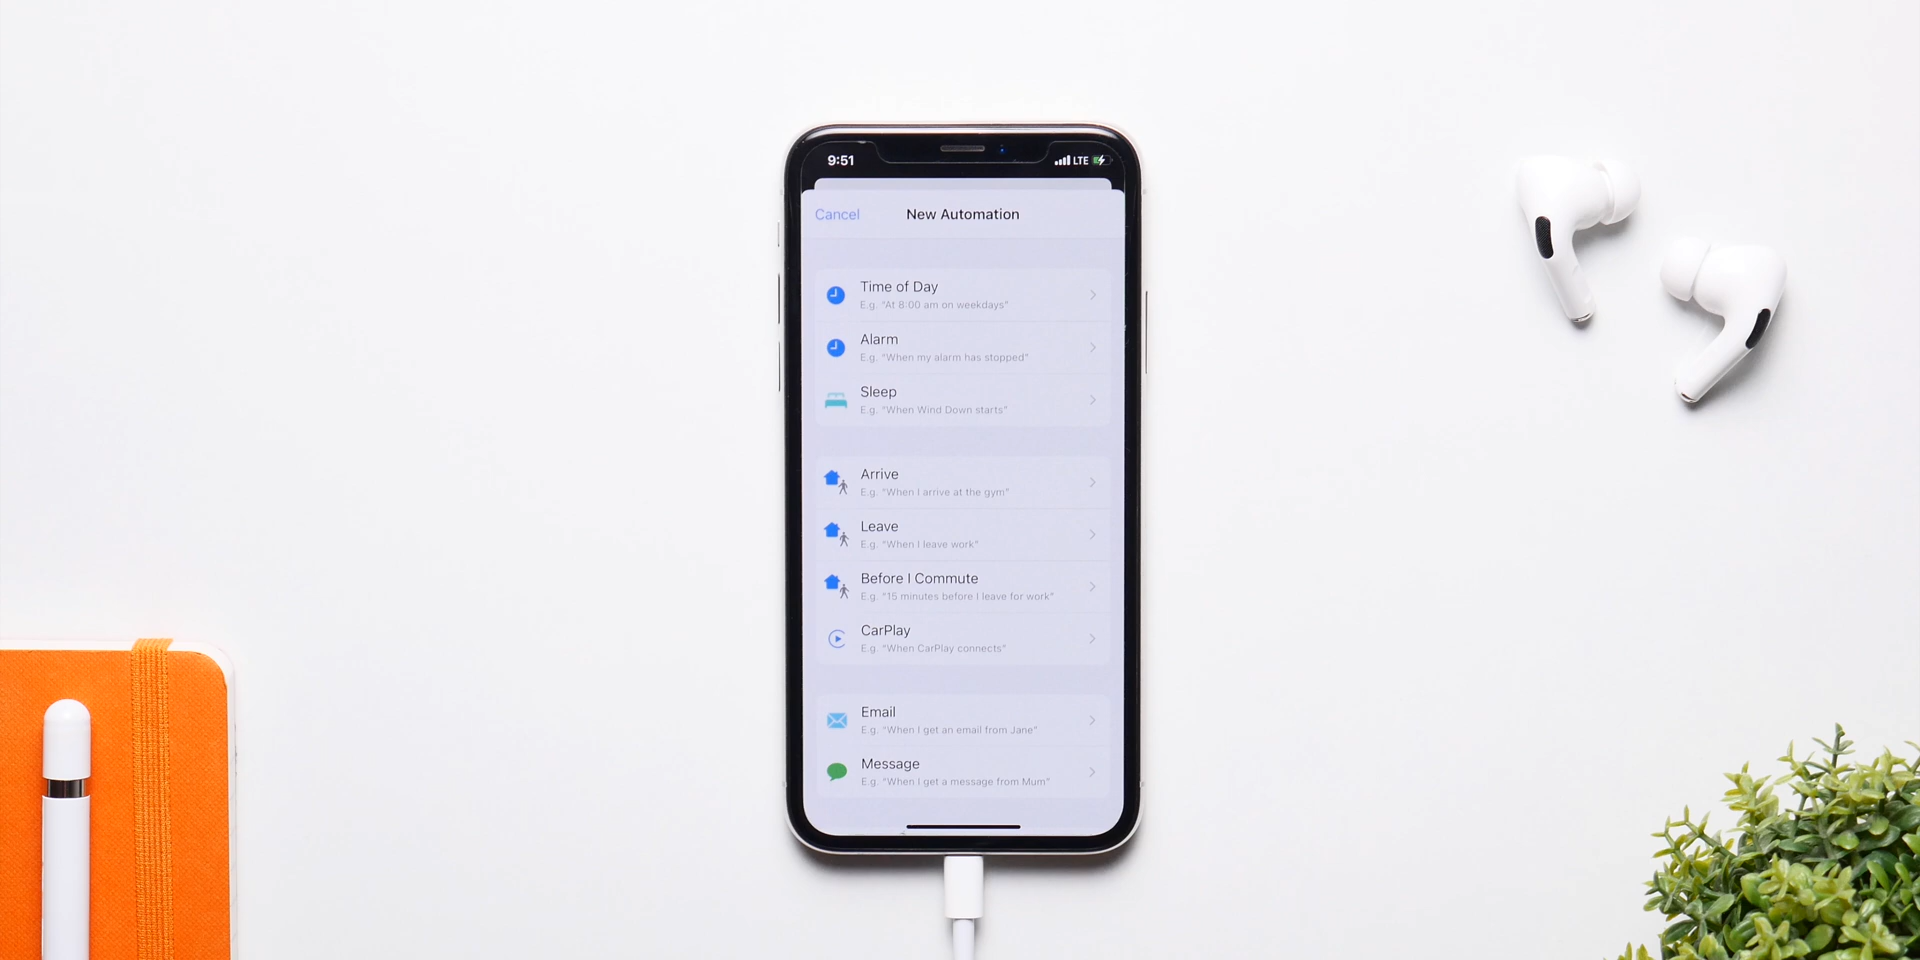 9:51 LTE
Cancel New Automation
Time of Day
E.g. "At 8:00 am on weekdays"
Alarm
E.g. "When my alarm has stopped"
Sleep
E.g. "When Wind Down starts"
Arrive
E.g. "When I arrive at the gym"
Leave
E.g. "When I leave work"
Before I Commute
E.g. "15 minutes before I leave for work"
CarPlay
E.g. "When CarPlay connects"
Email
E.g. "When I get an email from Jane"
Message
E.g. "When I get a message from Mum"